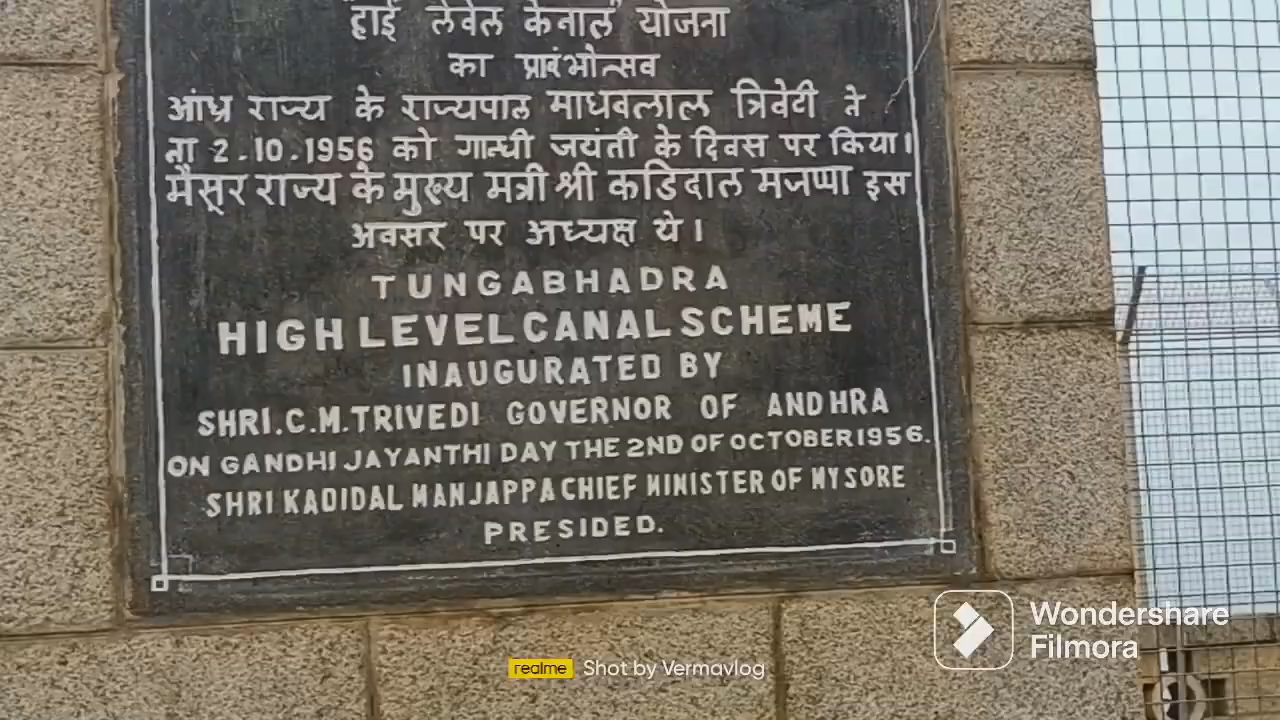 हाई लेवेल केनाल योजना
का प्रारंभोत्सव
आंध्र राज्य के राज्यपाल माधवलाल त्रिवेदी ने
ता 2.10.1956 को गान्धी जयंती के दिवस पर किया।
मैसूर राज्य के मुख्य मंत्री श्री कडिदाल मंजप्पा इस
अवसर पर अध्यक्ष थे।
TUNGABHADRA
HIGH LEVEL CANAL SCHEME
INAUGURATED BY
SHRI.C.M.TRIVEDI GOVERNOR OF ANDHRA
ON GANDHI JAYANTHI DAY THE 2ND OF OCTOBER 1956.
SHRI KADIDAL MANJAPPA CHIEF MINISTER OF MYSORE
PRESIDED.
Wondershare
Filmora
realme Shot by Vermavlog